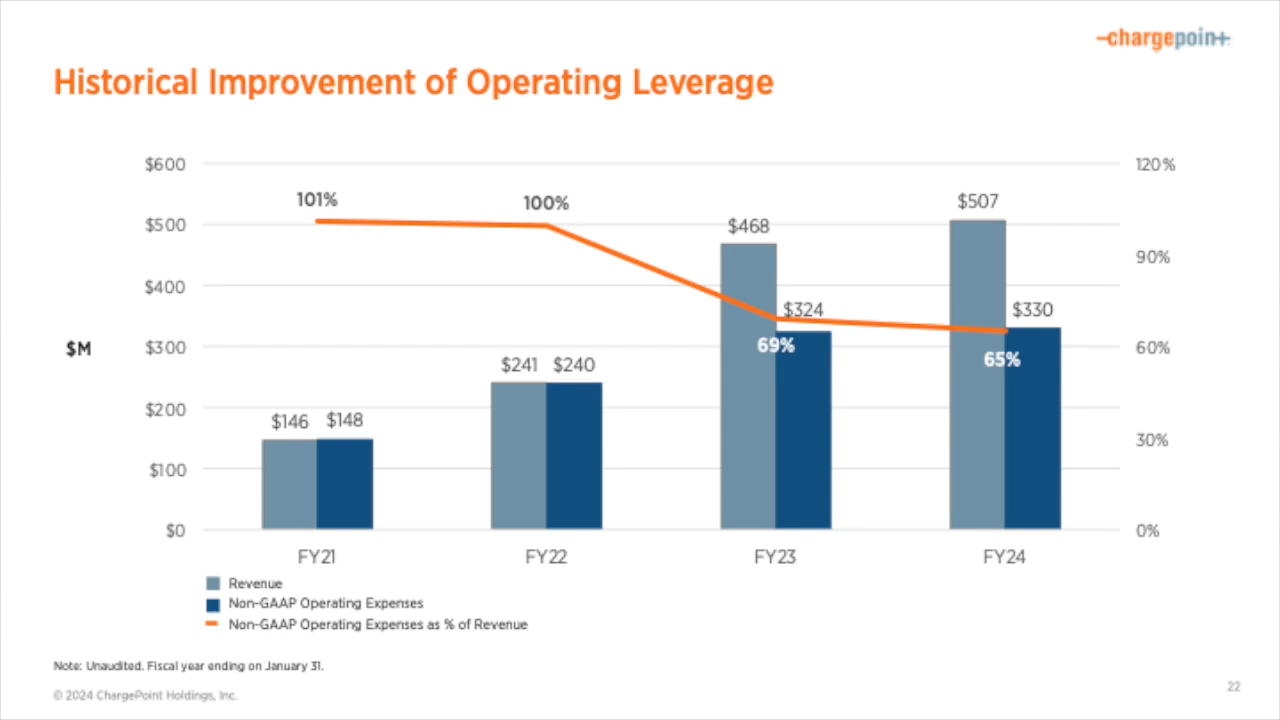 -chargepoin+.
Historical Improvement of Operating Leverage
$600
$500
$400
$300
$200
$100
$0
$M
120%
90%
60%
30%
0%
101%
100%
69%
65%
$146 $148
$241 $240
$468
$324
$507
$330
FY21 FY22 FY23 FY24
Revenue
Non-GAAP Operating Expenses
Non-GAAP Operating Expenses as % of Revenue
Note: Unaudited. Fiscal year ending on January 31.
© 2024 ChargePoint Holdings, Inc.
22